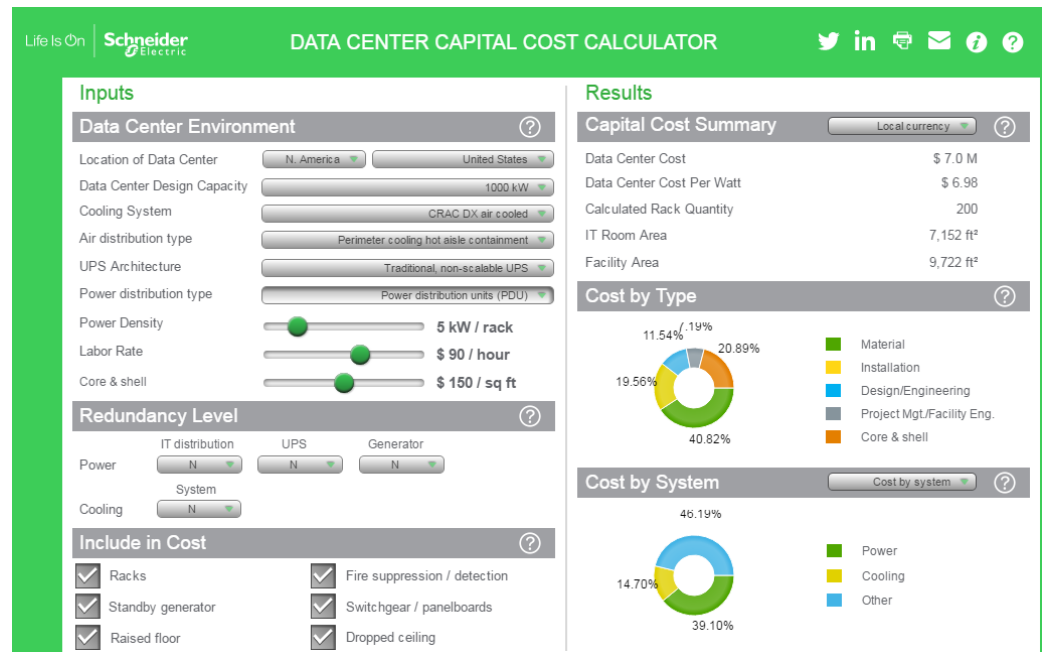 Life Is On | Schneider Electric
DATA CENTER CAPITAL COST CALCULATOR
Inputs
Data Center Environment
Location of Data Center N. America United States
Data Center Design Capacity 1000 kW
Cooling System CRAC DX air cooled
Air distribution type Perimeter cooling hot aisle containment
UPS Architecture Traditional, non-scalable UPS
Power distribution type Power distribution units (PDU)
Power Density 5 kW / rack
Labor Rate $ 90 / hour
Core & shell $ 150 / sq ft
Redundancy Level
IT distribution UPS Generator
Power N N N
System
Cooling N
Include in Cost
Racks Fire suppression / detection
Standby generator Switchgear / panelboards
Raised floor Dropped ceiling
Results
Capital Cost Summary Local currency
Data Center Cost $ 7.0 M
Data Center Cost Per Watt $ 6.98
Calculated Rack Quantity 200
IT Room Area 7,152 ft²
Facility Area 9,722 ft²
Cost by Type
11.54% 20.89%
19.56%
40.82%
Material
Installation
Design/Engineering
Project Mgt./Facility Eng.
Core & shell
Cost by System Cost by system
46.19%
14.70%
39.10%
Power
Cooling
Other